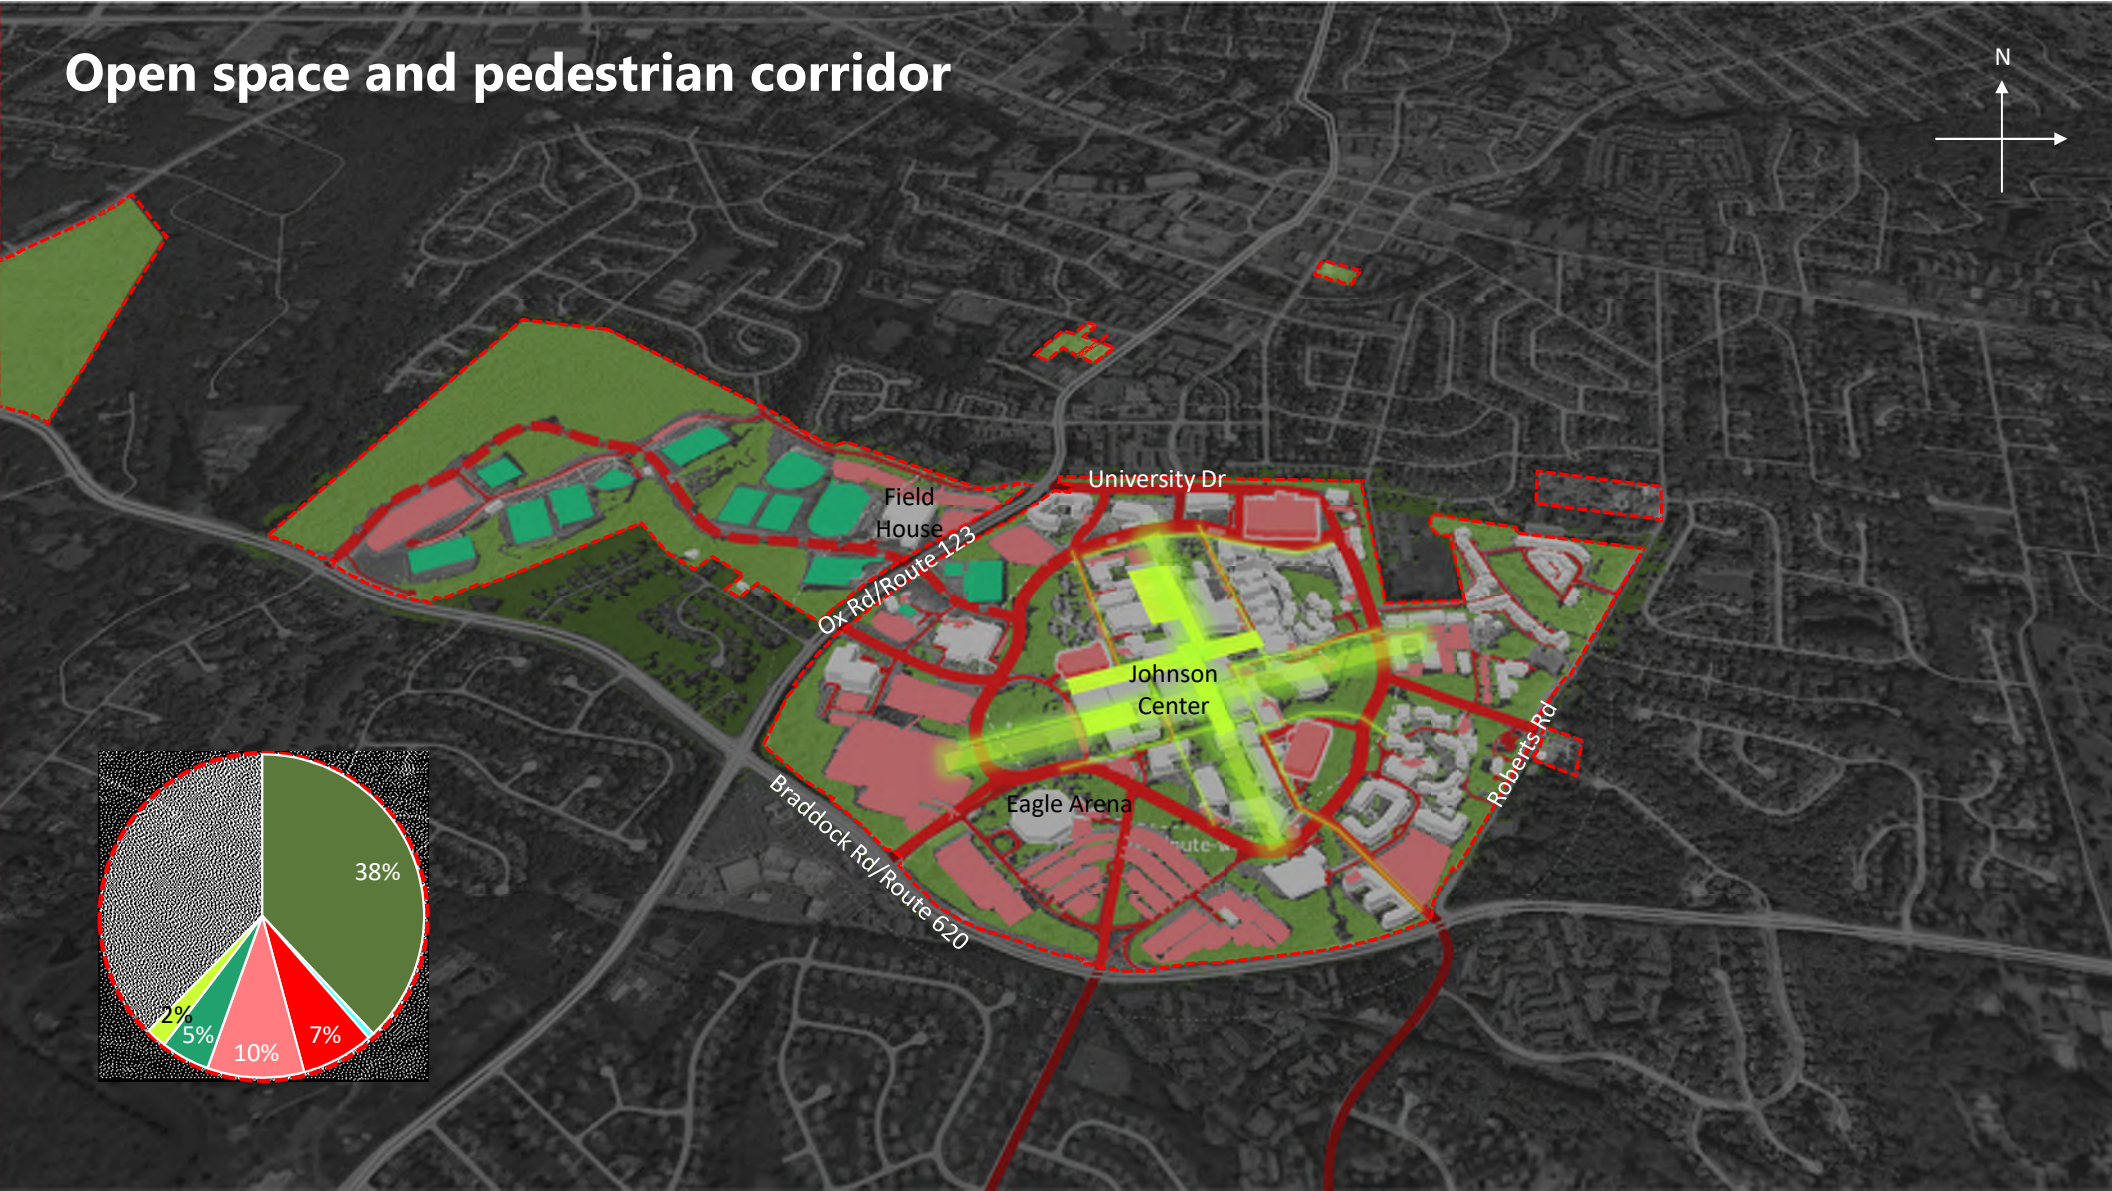 Open space and pedestrian corridor
N
University Dr
Field
House
Ox Rd/Route 123
Johnson
Center
Roberts Rd
Eagle Arena
Braddock Rd/Route 620
38%
2%
5%
7%
10%